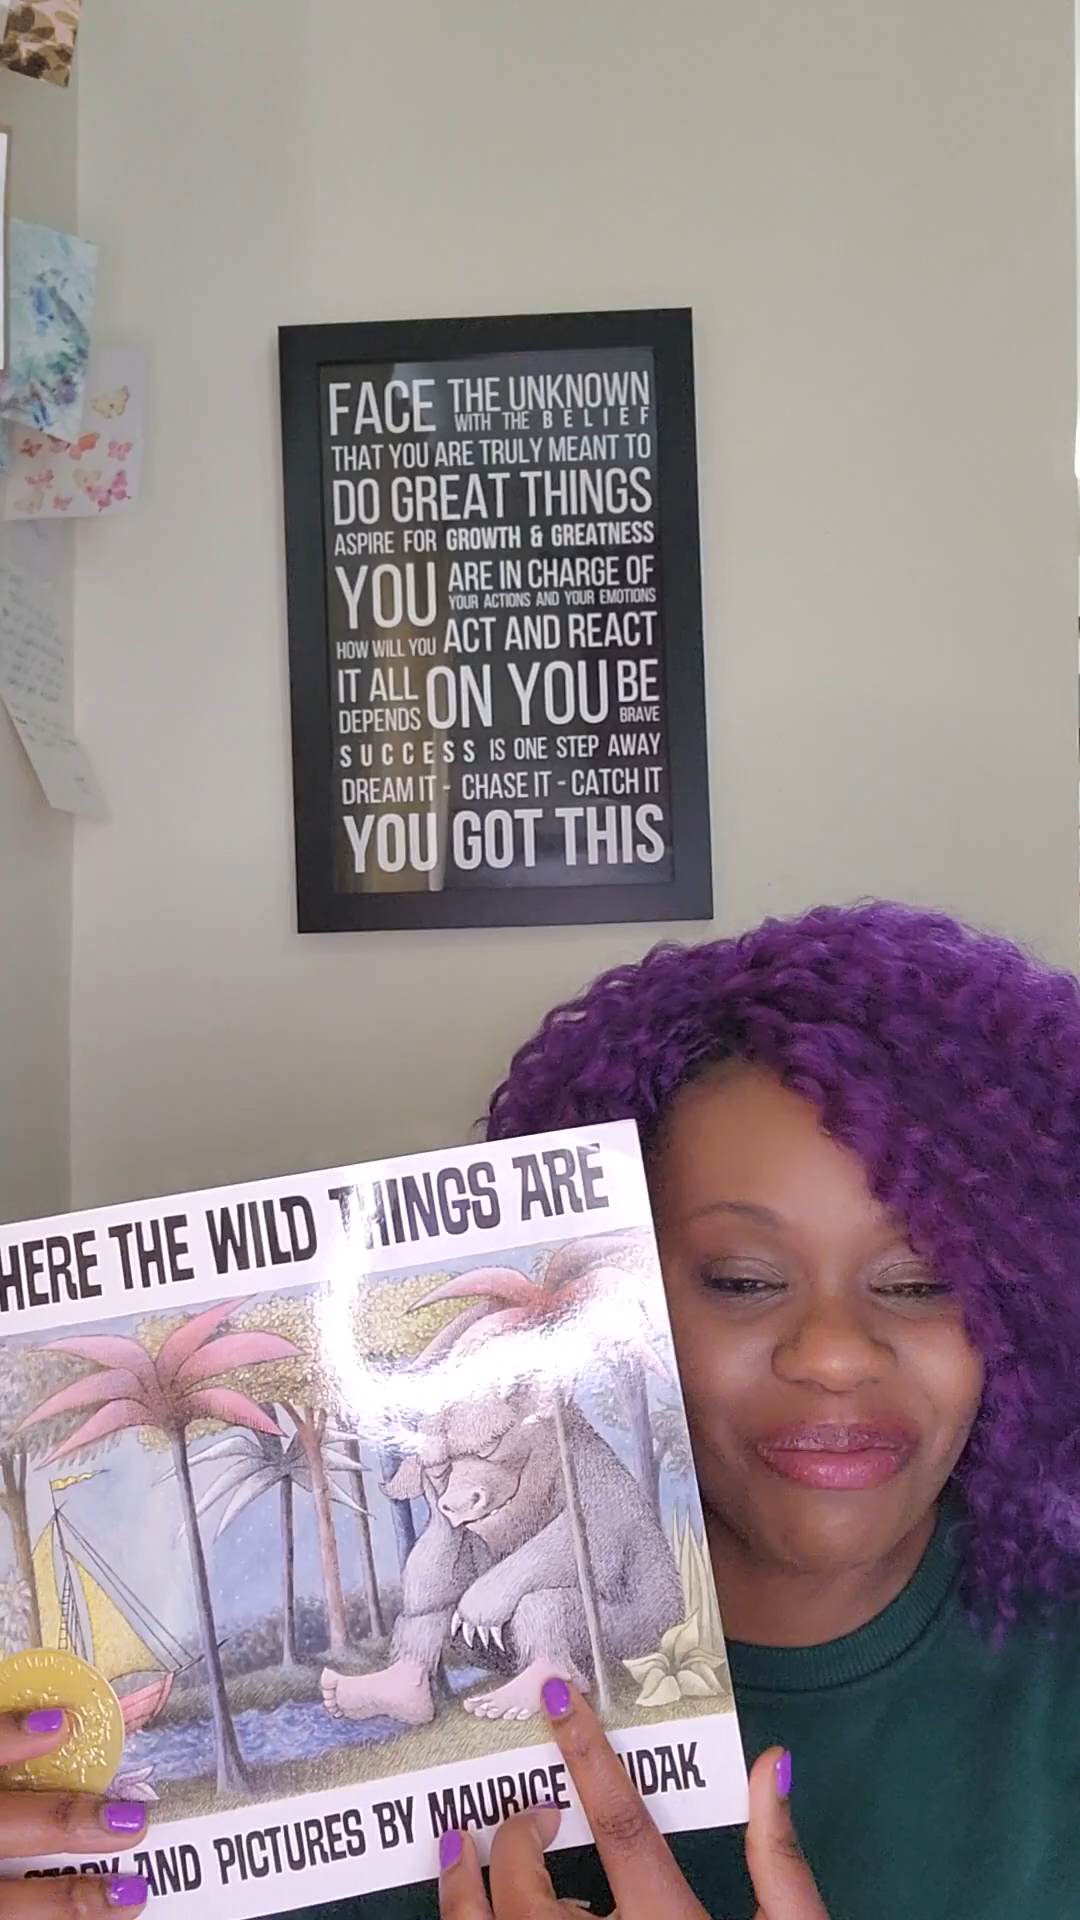 FACE THE UNKNOWN
WITH THE BELIEF
THAT YOU ARE TRULY MEANT TO
DO GREAT THINGS
ASPIRE FOR GROWTH & GREATNESS
YOU ARE IN CHARGE OF
YOUR ACTIONS AND YOUR EMOTIONS
HOW WILL YOU ACT AND REACT
IT ALL DEPENDS ON YOU BE BRAVE
SUCCESS IS ONE STEP AWAY
DREAM IT - CHASE IT - CATCH IT
YOU GOT THIS
HERE THE WILD THINGS ARE
STORY AND PICTURES BY MAURICE NDAK